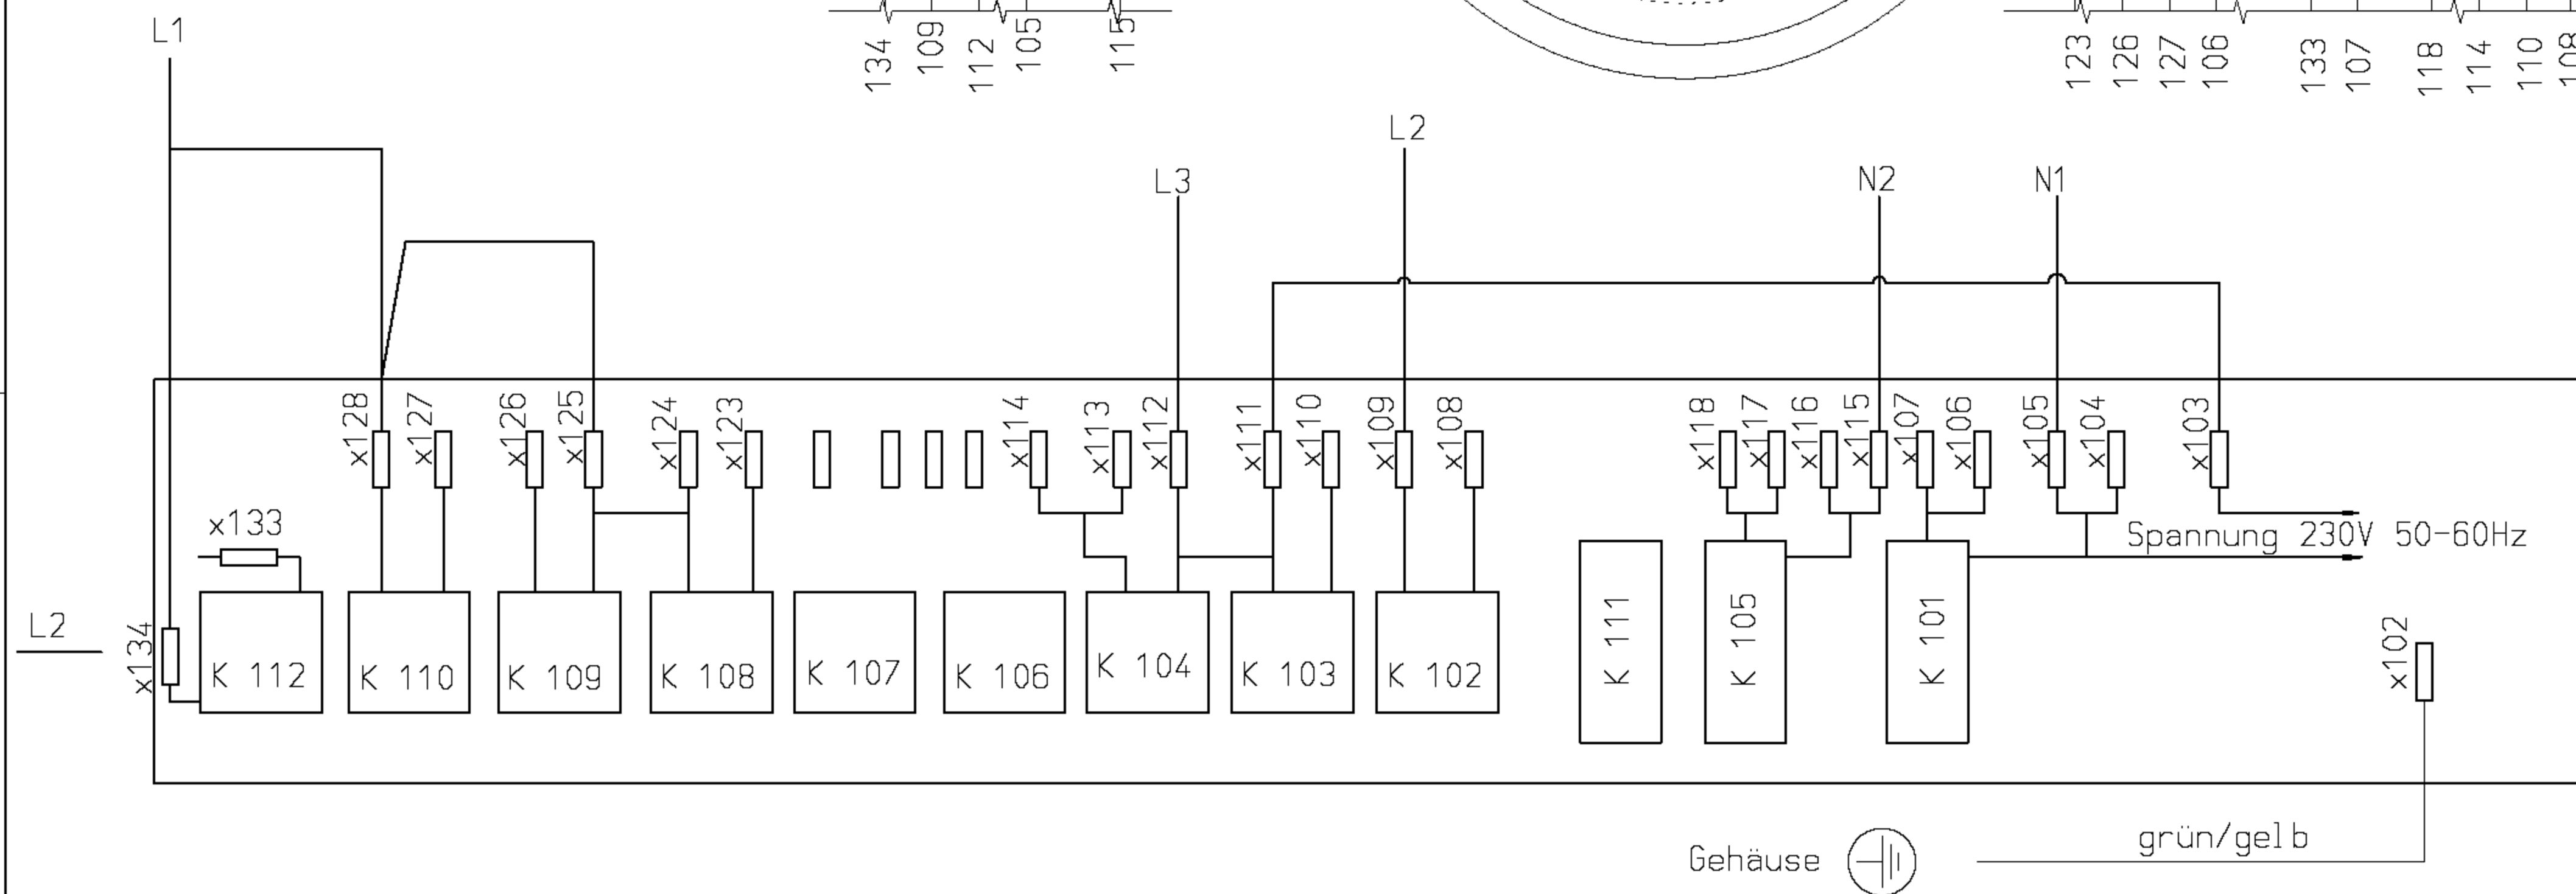 L1
134 109 112 105 115
123 126 127 106 133 107 118 114 110 108
L2
L3 N2 N1
x128 x127 x126 x125 x124 x123 x114 x113 x112 x111 x110 x109 x108 x118 x117 x116 x115 x107 x106 x105 x104 x103
x133
Spannung 230V 50-60Hz
L2
x134
K 112 K 110 K 109 K 108 K 107 K 106 K 104 K 103 K 102 K 111 K 105 K 101
x102
grün/gelb
Gehäuse